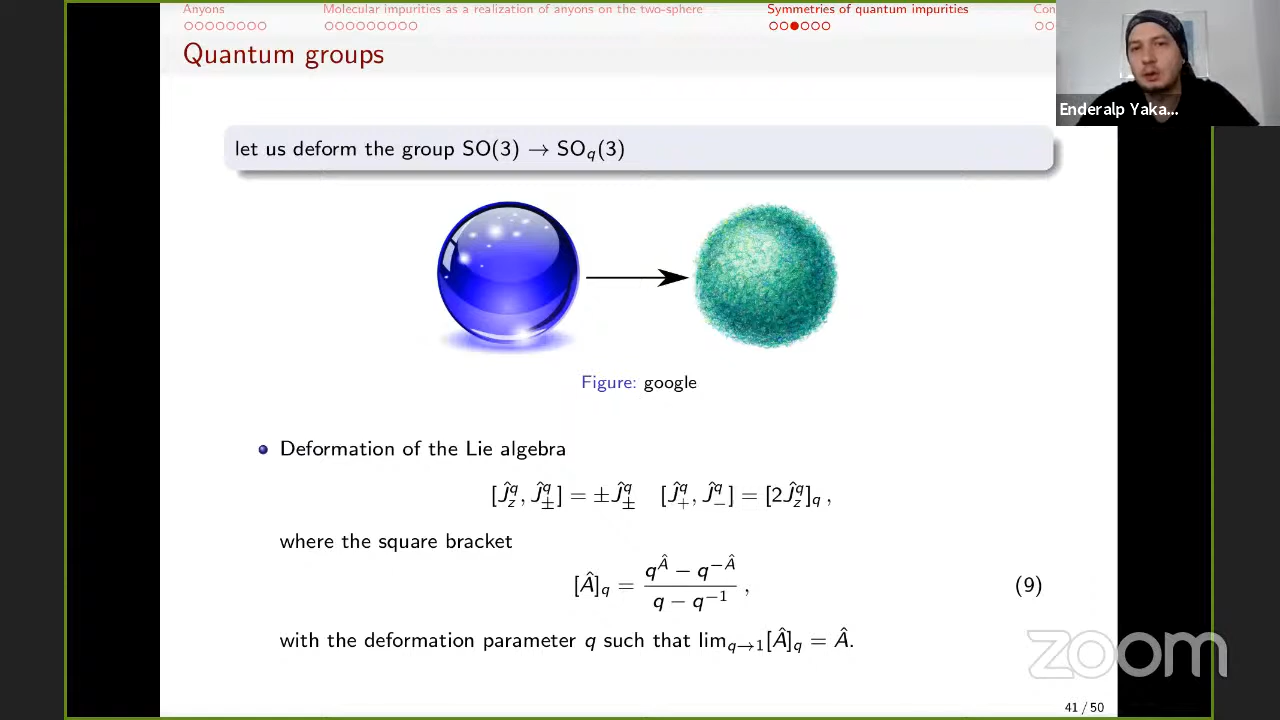 Anyons
Molecular impurities as a realization of anyons on the two-sphere
Symmetries of quantum impurities
Con
Quantum groups
Enderalp Yaka...
let us deform the group SO(3) → SO_q(3)
Figure: google
Deformation of the Lie algebra
[Ĵ_z^q, Ĵ_±^q] = ±Ĵ_±^q [Ĵ_+^q, Ĵ_-^q] = [2Ĵ_z^q]_q ,
where the square bracket
[Â]_q = (q^Â − q^−Â) / (q − q^−1) , (9)
with the deformation parameter q such that lim_q→1[Â]_q = Â.
zoom
41 / 50